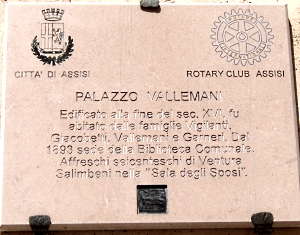 CITTA' DI ASSISI
ROTARY CLUB ASSISI
PALAZZO VALLEMANI
Edificato alla fine del sec. XVI, fu
abitato dalle famiglie Vigilanti,
Giacobetti, Vallemani e Garneri. Dal
1893 sede della Biblioteca Comunale.
Affreschi seicenteschi di Ventura
Salimbeni nella "Sala degli Sposi".